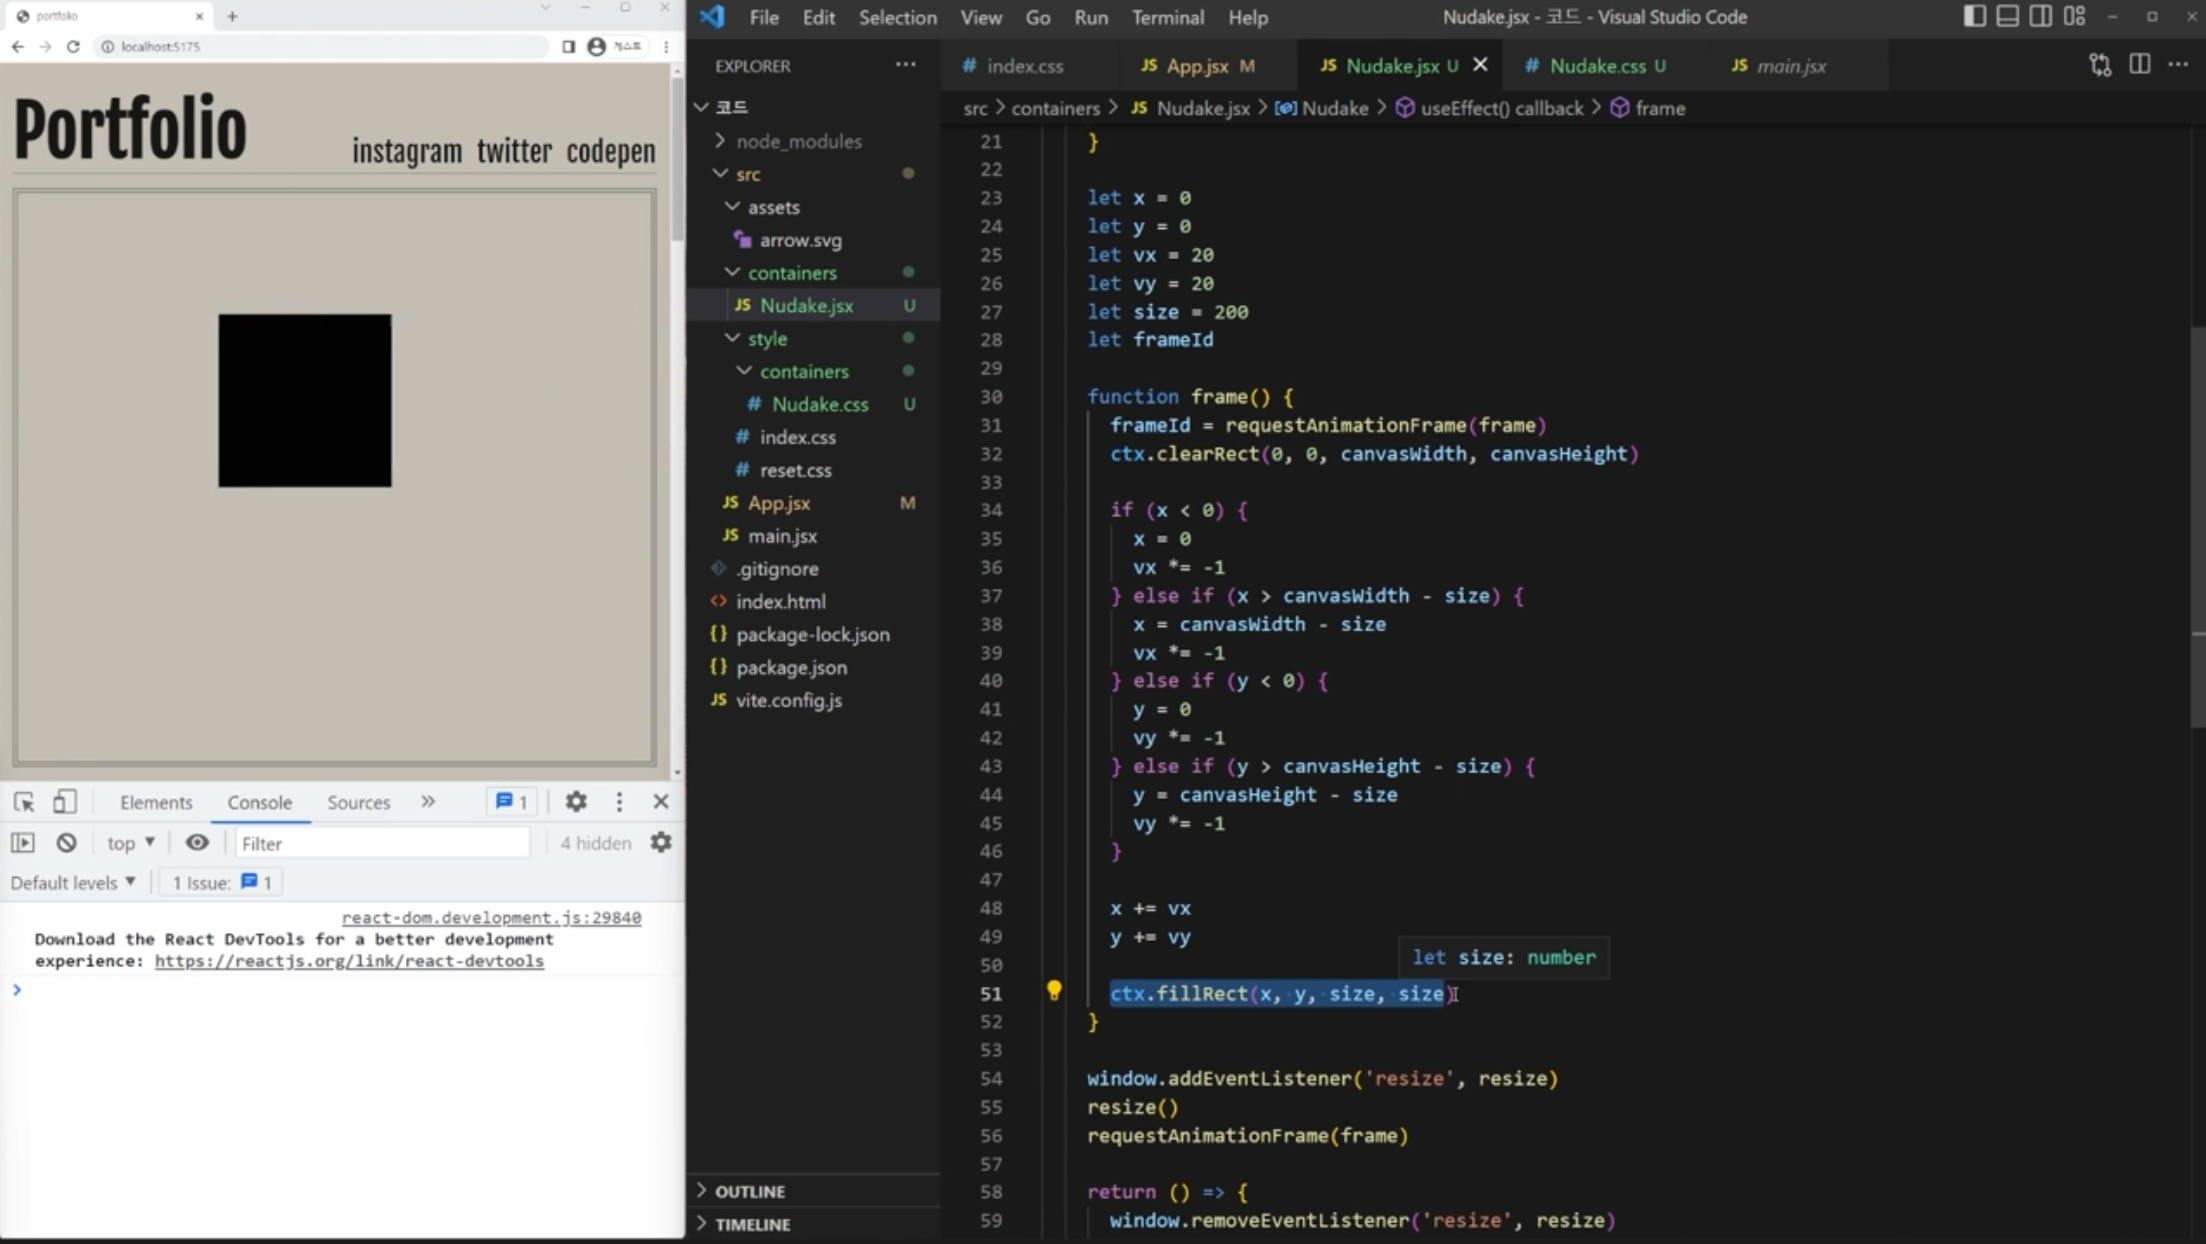 portfolio
localhost:5175
게스트
Portfolio
instagram twitter codepen
Elements Console Sources 1
top Filter 4 hidden
Default levels 1 Issue: 1
react-dom.development.js:29840
Download the React DevTools for a better development
experience: https://reactjs.org/link/react-devtools
File Edit Selection View Go Run Terminal Help
Nudake.jsx - 코드 - Visual Studio Code
EXPLORER
코드
node_modules
src
assets
arrow.svg
containers
Nudake.jsx U
style
containers
Nudake.css U
index.css
reset.css
App.jsx M
main.jsx
.gitignore
index.html
package-lock.json
package.json
vite.config.js
OUTLINE
TIMELINE
# index.css JS App.jsx M JS Nudake.jsx U # Nudake.css U JS main.jsx
src > containers > JS Nudake.jsx > Nudake > useEffect() callback > frame
21 }
22
23 let x = 0
24 let y = 0
25 let vx = 20
26 let vy = 20
27 let size = 200
28 let frameId
29
30 function frame() {
31 frameId = requestAnimationFrame(frame)
32 ctx.clearRect(0, 0, canvasWidth, canvasHeight)
33
34 if (x < 0) {
35 x = 0
36 vx *= -1
37 } else if (x > canvasWidth - size) {
38 x = canvasWidth - size
39 vx *= -1
40 } else if (y < 0) {
41 y = 0
42 vy *= -1
43 } else if (y > canvasHeight - size) {
44 y = canvasHeight - size
45 vy *= -1
46 }
47
48 x += vx
49 y += vy
let size: number
50
51 ctx.fillRect(x, y, size, size)
52 }
53
54 window.addEventListener('resize', resize)
55 resize()
56 requestAnimationFrame(frame)
57
58 return () => {
59 window.removeEventListener('resize', resize)